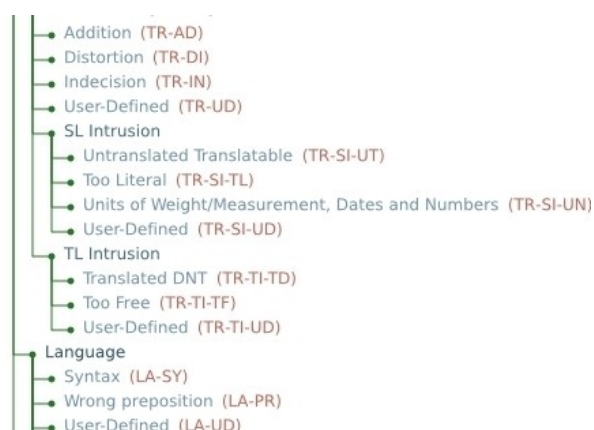 Addition (TR-AD)
Distortion (TR-DI)
Indecision (TR-IN)
User-Defined (TR-UD)
SL Intrusion
Untranslated Translatable (TR-SI-UT)
Too Literal (TR-SI-TL)
Units of Weight/Measurement, Dates and Numbers (TR-SI-UN)
User-Defined (TR-SI-UD)
TL Intrusion
Translated DNT (TR-TI-TD)
Too Free (TR-TI-TF)
User-Defined (TR-TI-UD)
Language
Syntax (LA-SY)
Wrong preposition (LA-PR)
User-Defined (LA-UD)